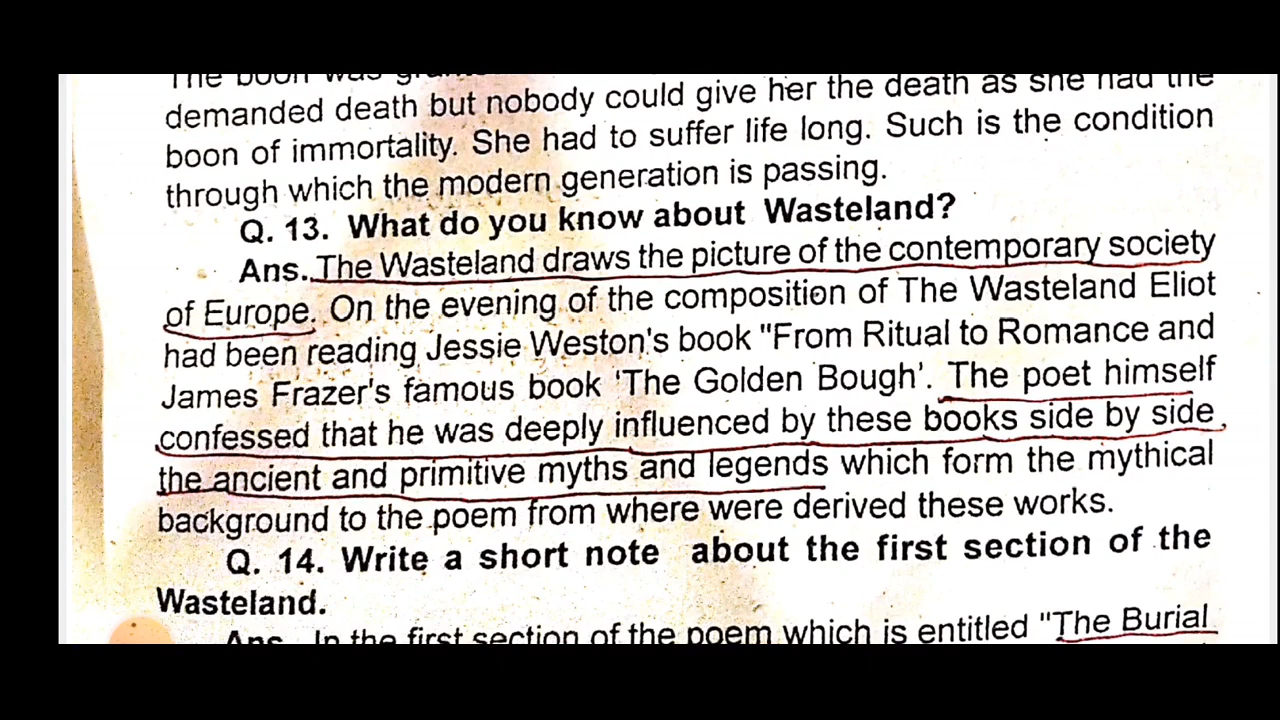 The boon was
demanded death but nobody could give her the death as she had the
boon of immortality. She had to suffer life long. Such is the condition
through which the modern generation is passing.
Q. 13. What do you know about Wasteland?
Ans. The Wasteland draws the picture of the contemporary society
of Europe. On the evening of the composition of The Wasteland Eliot
had been reading Jessie Weston's book "From Ritual to Romance and
James Frazer's famous book 'The Golden Bough'. The poet himself
confessed that he was deeply influenced by these books side by side
the ancient and primitive myths and legends which form the mythical
background to the poem from where were derived these works.
Q. 14. Write a short note about the first section of the
Wasteland.
Ans. In the first section of the poem which is entitled "The Burial